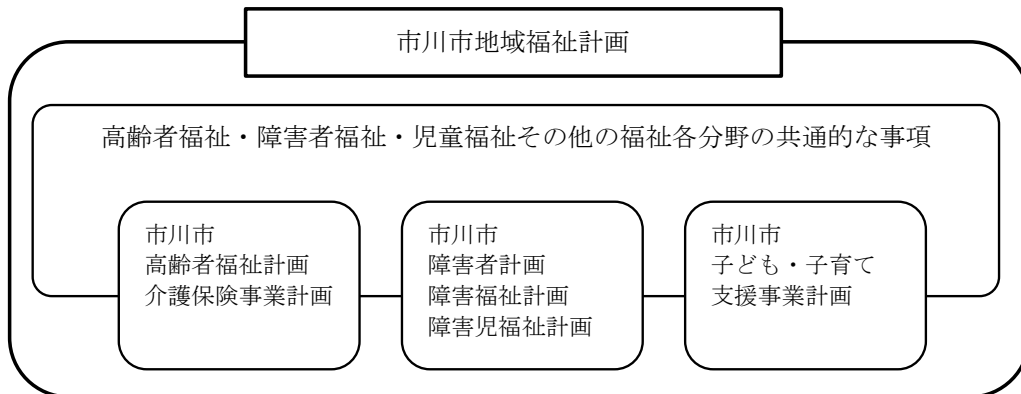 市川市地域福祉計画
高齢者福祉・障害者福祉・児童福祉その他の福祉各分野の共通的な事項
市川市
高齢者福祉計画
介護保険事業計画
市川市
障害者計画
障害福祉計画
障害児福祉計画
市川市
子ども・子育て
支援事業計画